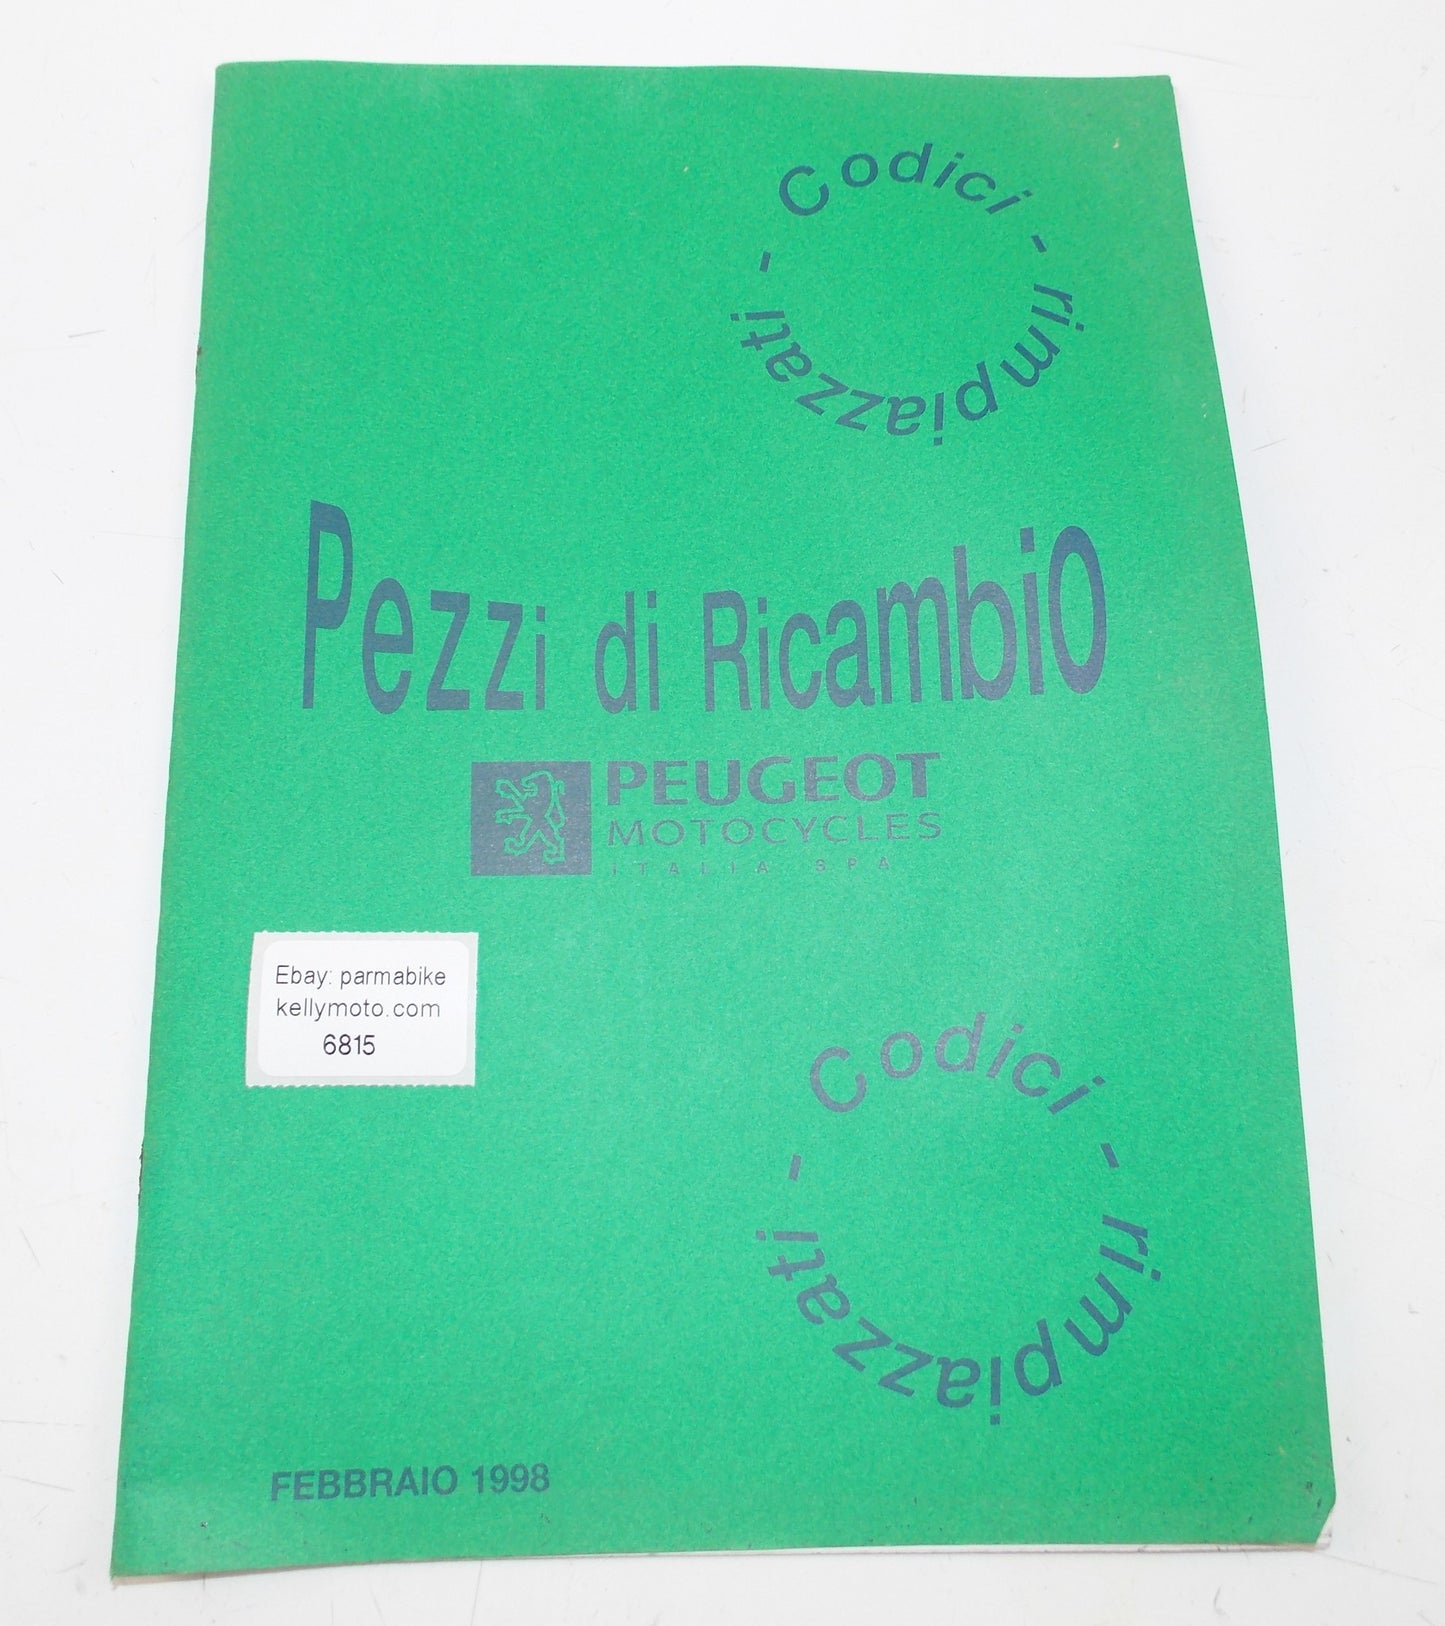 Codici - rimpiazzati -
Pezzi di Ricambio
PEUGEOT
MOTOCYCLES
ITALIA SPA
Ebay: parmabike
kellymoto.com
6815
Codici - rimpiazzati -
FEBBRAIO 1998